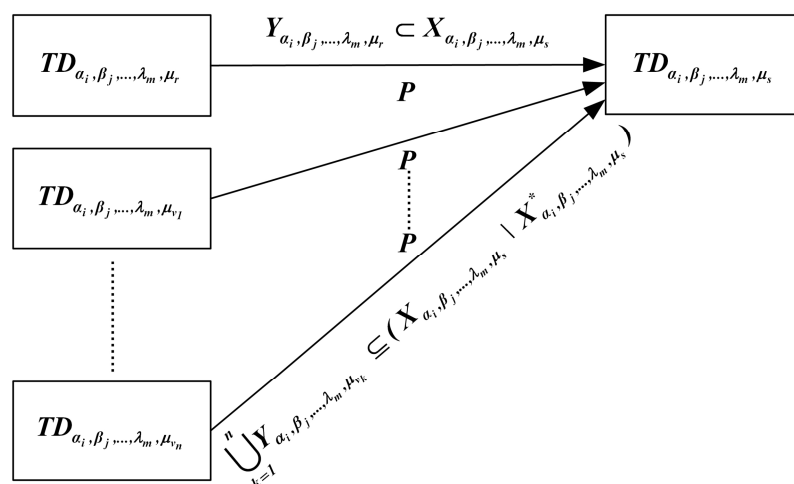 Y_{α_i,β_j,...,λ_m,μ_r} ⊂ X_{α_i,β_j,...,λ_m,μ_s}
TD_{α_i,β_j,...,λ_m,μ_r}
TD_{α_i,β_j,...,λ_m,μ_s}
P
TD_{α_i,β_j,...,λ_m,μ_{v_1}}
P
P
TD_{α_i,β_j,...,λ_m,μ_{v_n}}
⋃_{k=1}^{n} Y_{α_i,β_j,...,λ_m,μ_{v_k}} ⊆ (X_{α_i,β_j,...,λ_m,μ_s} | X^*_{α_i,β_j,...,λ_m,μ_s})